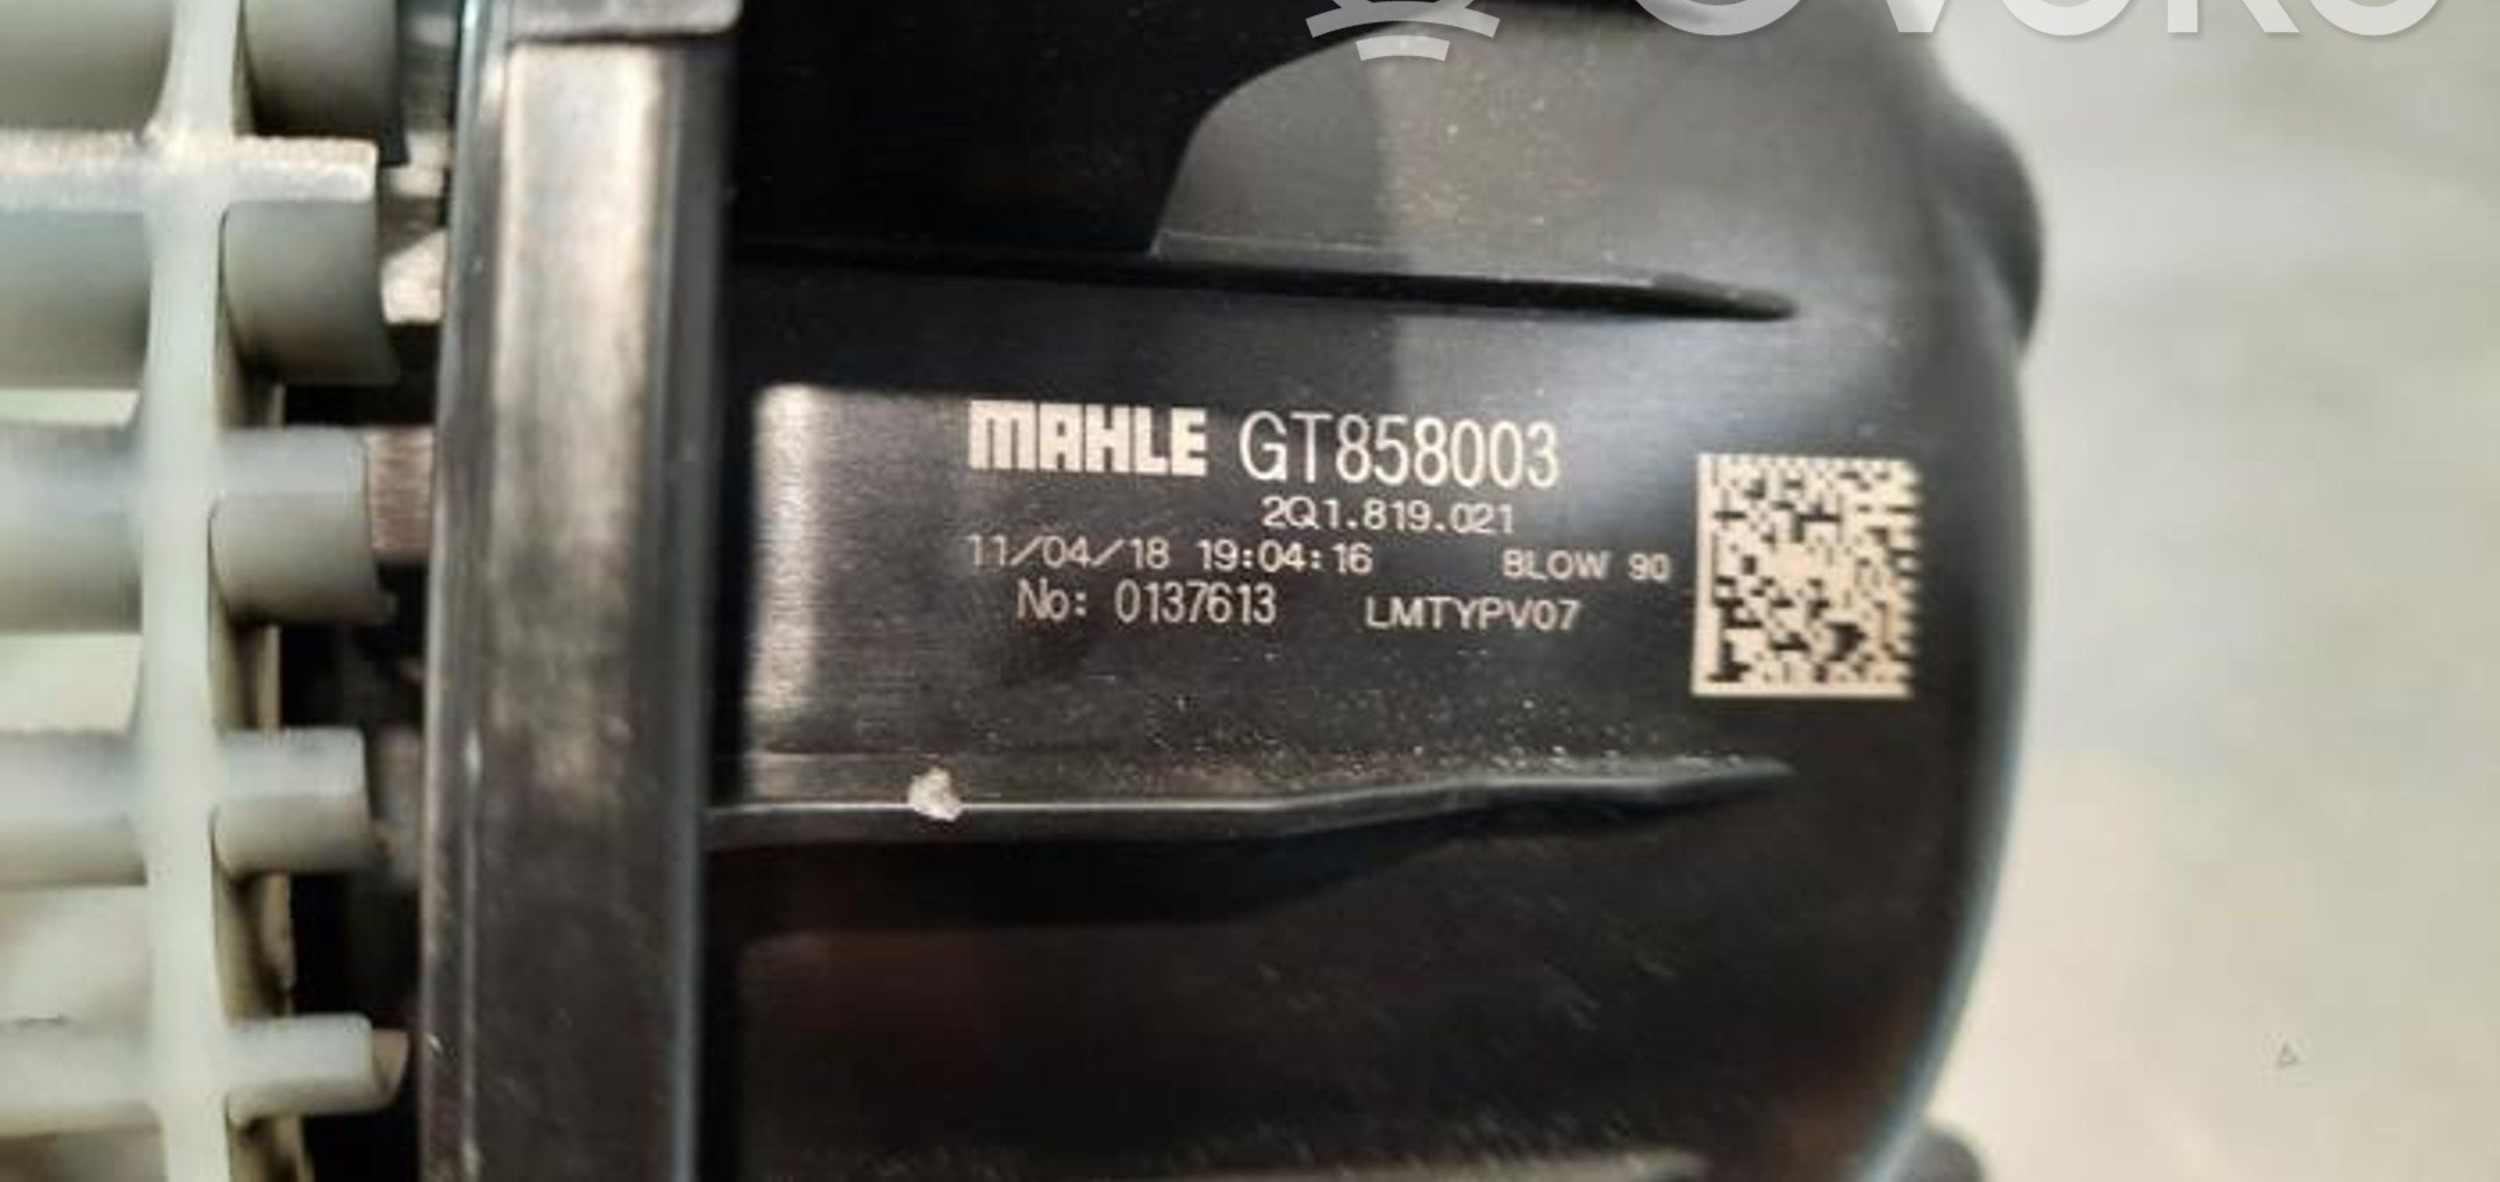 MAHLE GT858003
2Q1.819.021
11/04/18 19:04:16 BLOW 90
No: 0137613 LMTYPV07